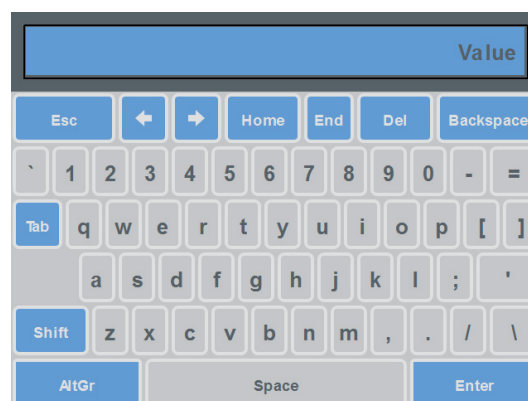 Value
Esc Home End Del Backspace
` 1 2 3 4 5 6 7 8 9 0 - =
Tab q w e r t y u i o p [ ]
a s d f g h j k l ; '
Shift z x c v b n m , . / \
AltGr Space Enter